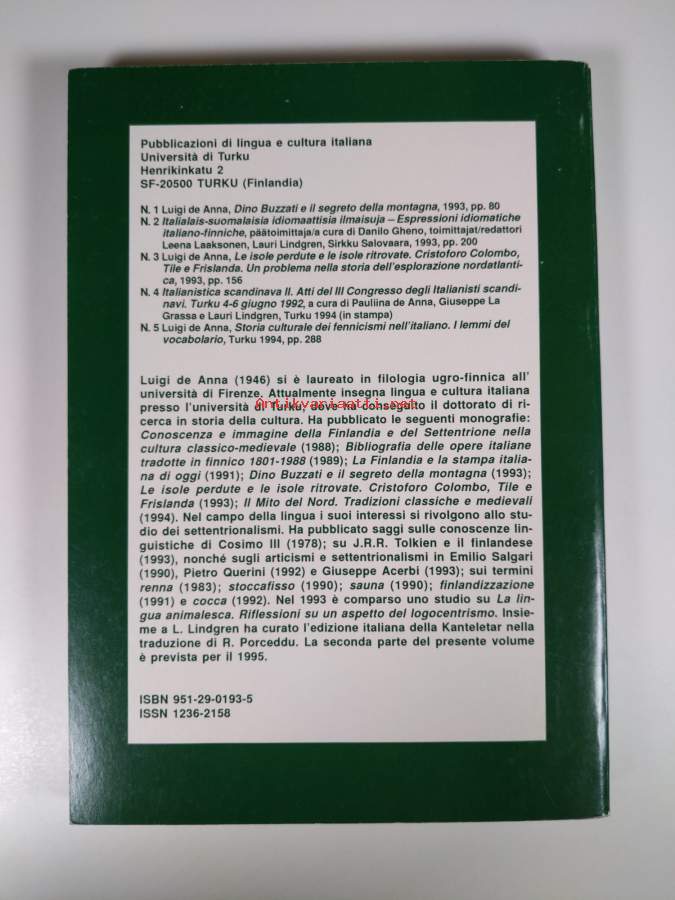 Pubblicazioni di lingua e cultura italiana
Università di Turku
Henrikinkatu 2
SF-20500 TURKU (Finlandia)
N. 1 Luigi de Anna, Dino Buzzati e il segreto della montagna, 1993, pp. 80
N. 2 Italialais-suomalaisia idiomaattisia ilmaisuja – Espressioni idiomatiche
italiano-finniche, päätoimittaja/a cura di Danilo Gheno, toimittajat/redattori
Leena Laaksonen, Lauri Lindgren, Sirkku Salovaara, 1993, pp. 200
N. 3 Luigi de Anna, Le isole perdute e le isole ritrovate. Cristoforo Colombo,
Tile e Frislanda. Un problema nella storia dell'esplorazione nordatlanti-
ca, 1993, pp. 156
N. 4 Italianistica scandinava II. Atti del III Congresso degli Italianisti scandi-
navi. Turku 4-6 giugno 1992, a cura di Pauliina de Anna, Giuseppe La
Grassa e Lauri Lindgren, Turku 1994 (in stampa)
N. 5 Luigi de Anna, Storia culturale dei fennicismi nell'italiano. I lemmi del
vocabolario, Turku 1994, pp. 288
Luigi de Anna (1946) si è laureato in filologia ugro-finnica all'
università di Firenze. Attualmente insegna lingua e cultura italiana
presso l'università di Turku, dove ha conseguito il dottorato di ri-
cerca in storia della cultura. Ha pubblicato le seguenti monografie:
Conoscenza e immagine della Finlandia e del Settentrione nella
cultura classico-medievale (1988); Bibliografia delle opere italiane
tradotte in finnico 1801-1988 (1989); La Finlandia e la stampa italia-
na di oggi (1991); Dino Buzzati e il segreto della montagna (1993);
Le isole perdute e le isole ritrovate. Cristoforo Colombo, Tile e
Frislanda (1993); Il Mito del Nord. Tradizioni classiche e medievali
(1994). Nel campo della lingua i suoi interessi si rivolgono allo stu-
dio dei settentrionalismi. Ha pubblicato saggi sulle conoscenze lin-
guistiche di Cosimo III (1978); su J.R.R. Tolkien e il finlandese
(1993), nonché sugli articismi e settentrionalismi in Emilio Salgari
(1990), Pietro Querini (1992) e Giuseppe Acerbi (1993); sui termini
renna (1983); stoccafisso (1990); sauna (1990); finlandizzazione
(1991) e cocca (1992). Nel 1993 è comparso uno studio su La lin-
gua animalesca. Riflessioni su un aspetto del logocentrismo. Insie-
me a L. Lindgren ha curato l'edizione italiana della Kanteletar nella
traduzione di R. Porceddu. La seconda parte del presente volume
è prevista per il 1995.
ISBN 951-29-0193-5
ISSN 1236-2158
antikvariaatti.net